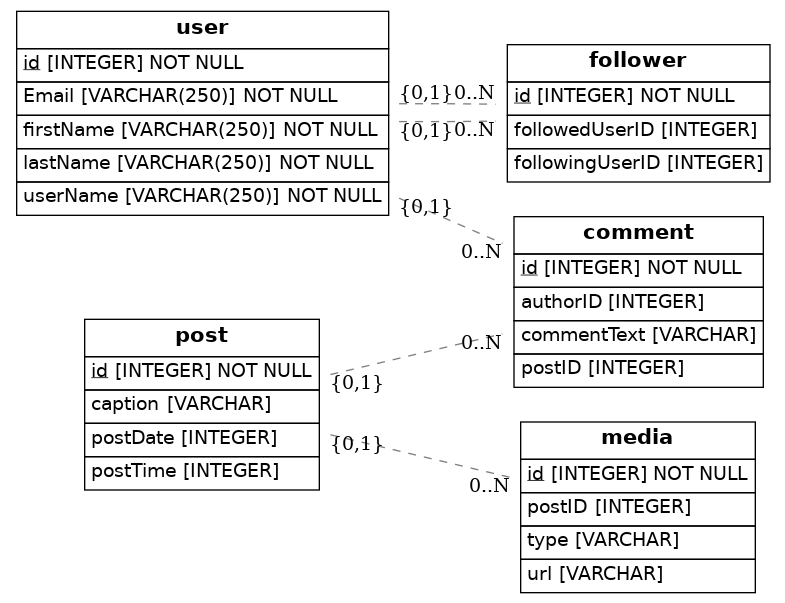 user
id [INTEGER] NOT NULL
Email [VARCHAR(250)] NOT NULL
firstName [VARCHAR(250)] NOT NULL
lastName [VARCHAR(250)] NOT NULL
userName [VARCHAR(250)] NOT NULL
{0,1} 0..N
{0,1} 0..N
follower
id [INTEGER] NOT NULL
followedUserID [INTEGER]
followingUserID [INTEGER]
{0,1}
0..N
comment
id [INTEGER] NOT NULL
authorID [INTEGER]
commentText [VARCHAR]
postID [INTEGER]
post
id [INTEGER] NOT NULL
caption [VARCHAR]
postDate [INTEGER]
postTime [INTEGER]
0..N
{0,1}
{0,1}
0..N
media
id [INTEGER] NOT NULL
postID [INTEGER]
type [VARCHAR]
url [VARCHAR]